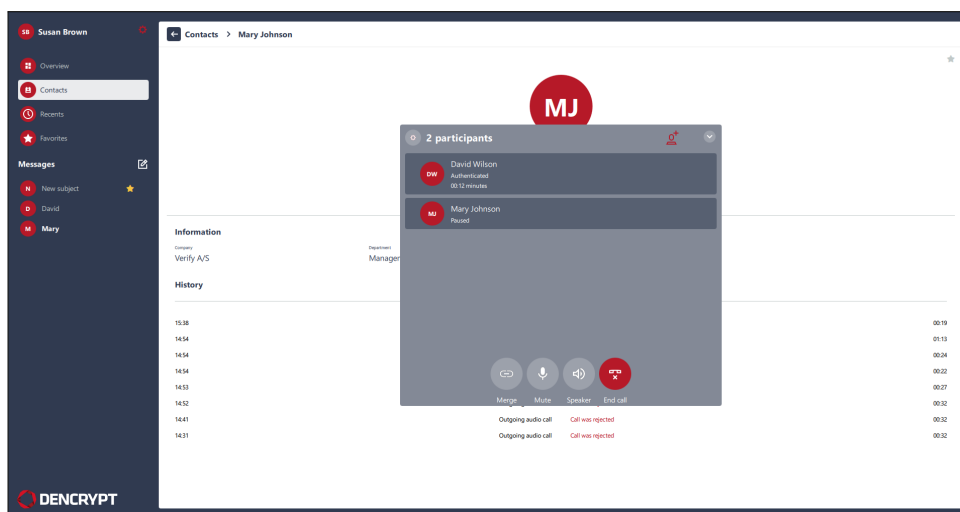 SB Susan Brown
Overview
Contacts
Recents
Favorites
Messages
N New subject
D David
M Mary
DENCRYPT
Contacts > Mary Johnson
MJ
2 participants
DW David Wilson
Authenticated
00:12 minutes
MJ Mary Johnson
Paused
Merge Mute Speaker End call
Information
Company Department
Verify A/S Manager
History
15:38 00:19
14:54 01:13
14:54 00:24
14:54 00:22
14:53 00:27
14:52 00:32
14:41 Outgoing audio call Call was rejected 00:32
14:31 Outgoing audio call Call was rejected 00:32